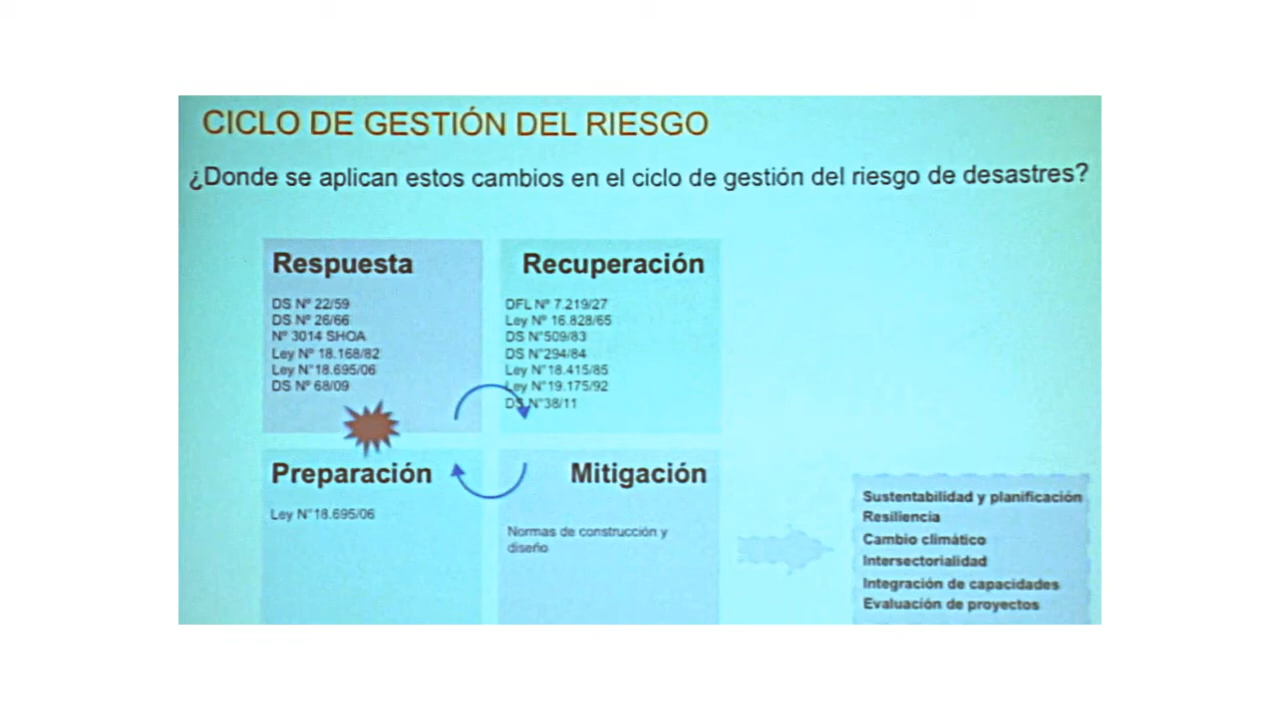 CICLO DE GESTIÓN DEL RIESGO
¿Donde se aplican estos cambios en el ciclo de gestión del riesgo de desastres?
Respuesta
DS Nº 22/59
DS Nº 26/66
Nº 3014 SHOA
Ley Nº 18.168/82
Ley N°18.695/06
DS Nº 68/09
Recuperación
DFL Nº 7.219/27
Ley Nº 16.828/65
DS N°509/83
DS N°294/84
Ley N°18.415/85
Ley N°19.175/92
DS N°38/11
Preparación
Ley N°18.695/06
Mitigación
Normas de construcción y
diseño
Sustentabilidad y planificación
Resiliencia
Cambio climático
Intersectorialidad
Integración de capacidades
Evaluación de proyectos